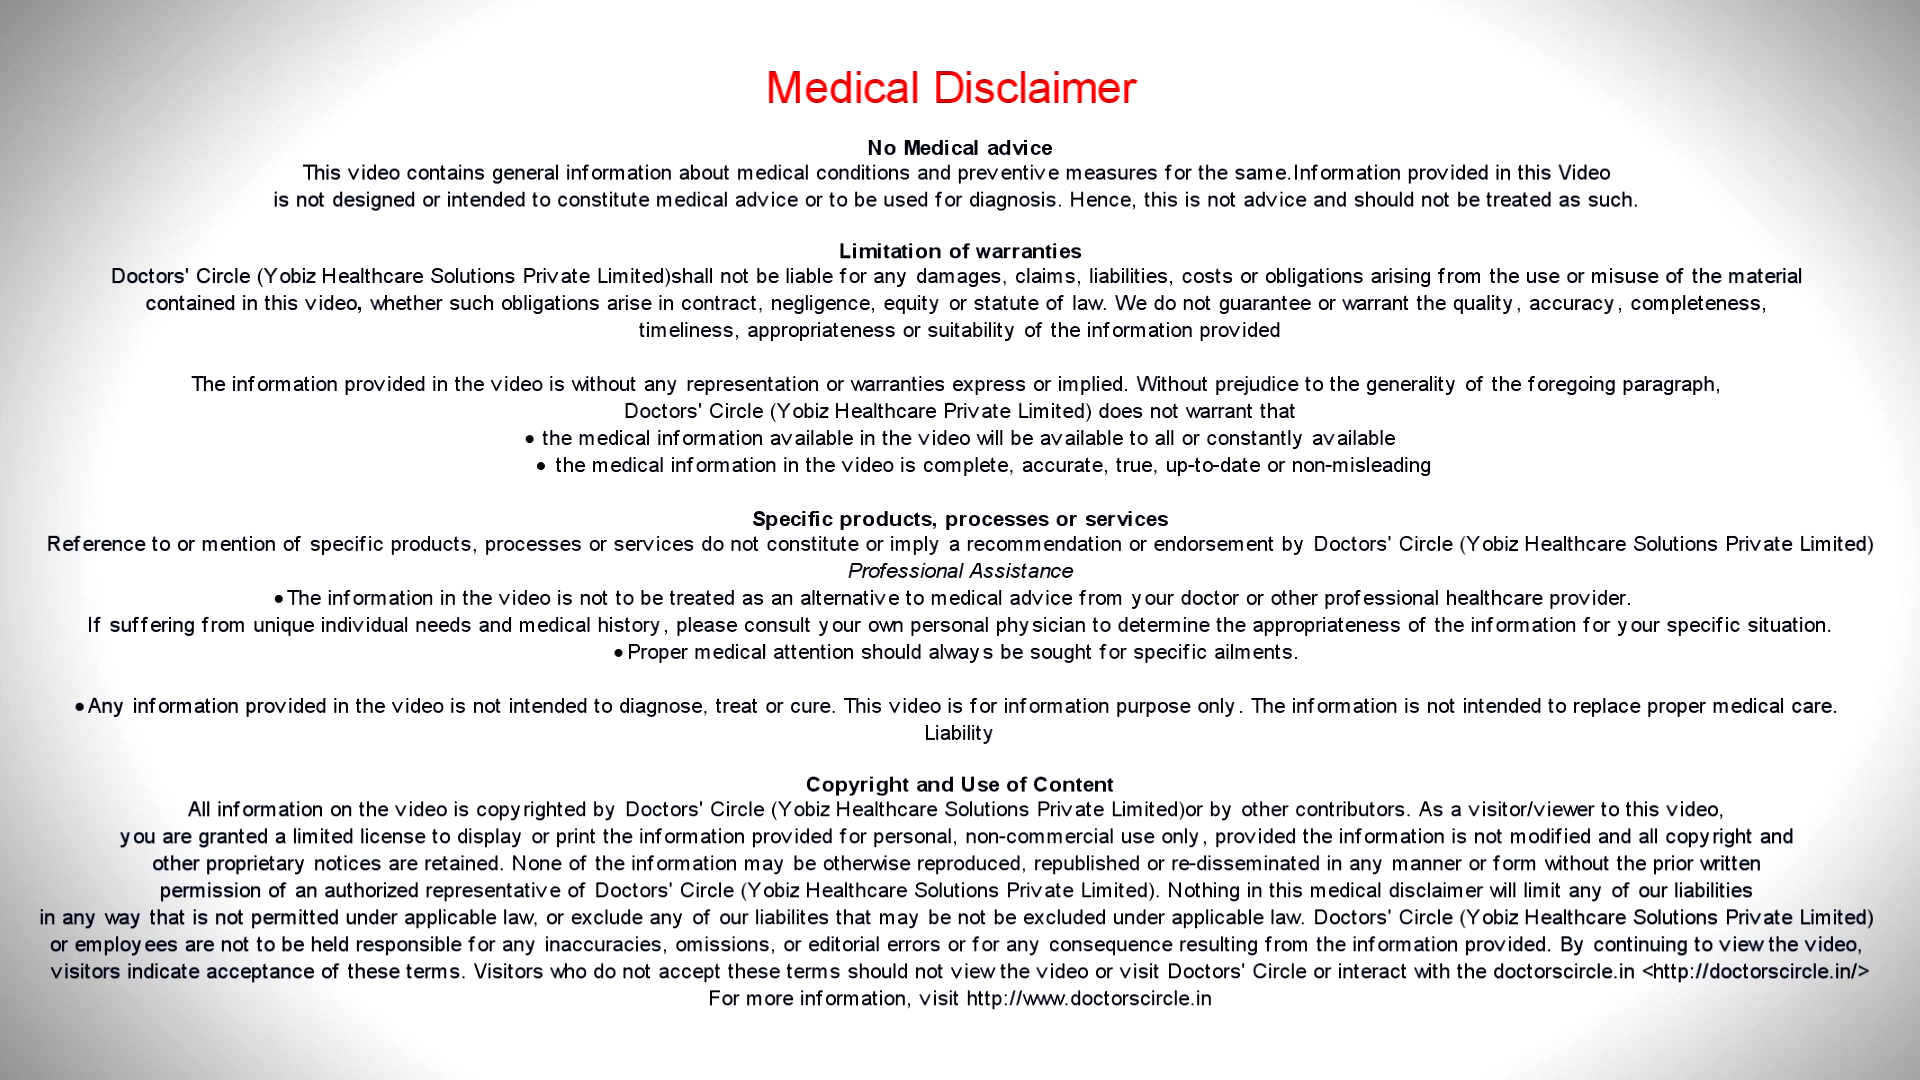 Medical Disclaimer
No Medical advice
This video contains general information about medical conditions and preventive measures for the same.Information provided in this Video
is not designed or intended to constitute medical advice or to be used for diagnosis. Hence, this is not advice and should not be treated as such.
Limitation of warranties
Doctors' Circle (Yobiz Healthcare Solutions Private Limited)shall not be liable for any damages, claims, liabilities, costs or obligations arising from the use or misuse of the material
contained in this video, whether such obligations arise in contract, negligence, equity or statute of law. We do not guarantee or warrant the quality, accuracy, completeness,
timeliness, appropriateness or suitability of the information provided
The information provided in the video is without any representation or warranties express or implied. Without prejudice to the generality of the foregoing paragraph,
Doctors' Circle (Yobiz Healthcare Private Limited) does not warrant that
• the medical information available in the video will be available to all or constantly available
• the medical information in the video is complete, accurate, true, up-to-date or non-misleading
Specific products, processes or services
Reference to or mention of specific products, processes or services do not constitute or imply a recommendation or endorsement by Doctors' Circle (Yobiz Healthcare Solutions Private Limited)
Professional Assistance
•The information in the video is not to be treated as an alternative to medical advice from your doctor or other professional healthcare provider.
If suffering from unique individual needs and medical history, please consult your own personal physician to determine the appropriateness of the information for your specific situation.
•Proper medical attention should always be sought for specific ailments.
•Any information provided in the video is not intended to diagnose, treat or cure. This video is for information purpose only. The information is not intended to replace proper medical care.
Liability
Copyright and Use of Content
All information on the video is copyrighted by Doctors' Circle (Yobiz Healthcare Solutions Private Limited)or by other contributors. As a visitor/viewer to this video,
you are granted a limited license to display or print the information provided for personal, non-commercial use only, provided the information is not modified and all copyright and
other proprietary notices are retained. None of the information may be otherwise reproduced, republished or re-disseminated in any manner or form without the prior written
permission of an authorized representative of Doctors' Circle (Yobiz Healthcare Solutions Private Limited). Nothing in this medical disclaimer will limit any of our liabilities
in any way that is not permitted under applicable law, or exclude any of our liabilites that may be not be excluded under applicable law. Doctors' Circle (Yobiz Healthcare Solutions Private Limited)
or employees are not to be held responsible for any inaccuracies, omissions, or editorial errors or for any consequence resulting from the information provided. By continuing to view the video,
visitors indicate acceptance of these terms. Visitors who do not accept these terms should not view the video or visit Doctors' Circle or interact with the doctorscircle.in <http://doctorscircle.in/>
For more information, visit http://www.doctorscircle.in